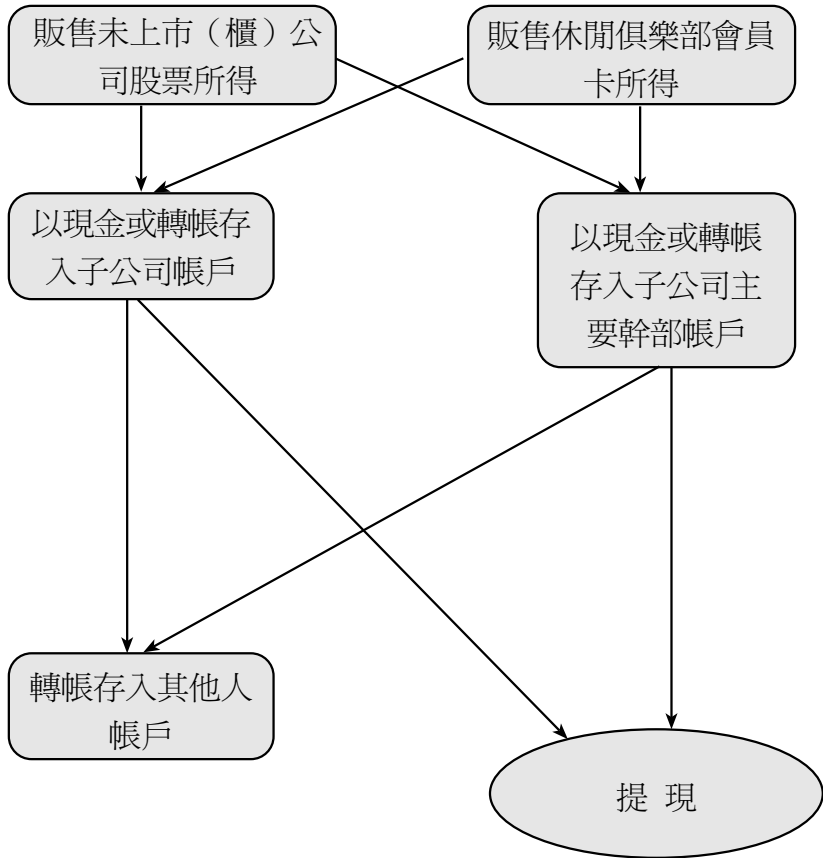 販售未上市（櫃）公
司股票所得
販售休閒俱樂部會員
卡所得
以現金或轉帳存
入子公司帳戶
以現金或轉帳
存入子公司主
要幹部帳戶
轉帳存入其他人
帳戶
提 現